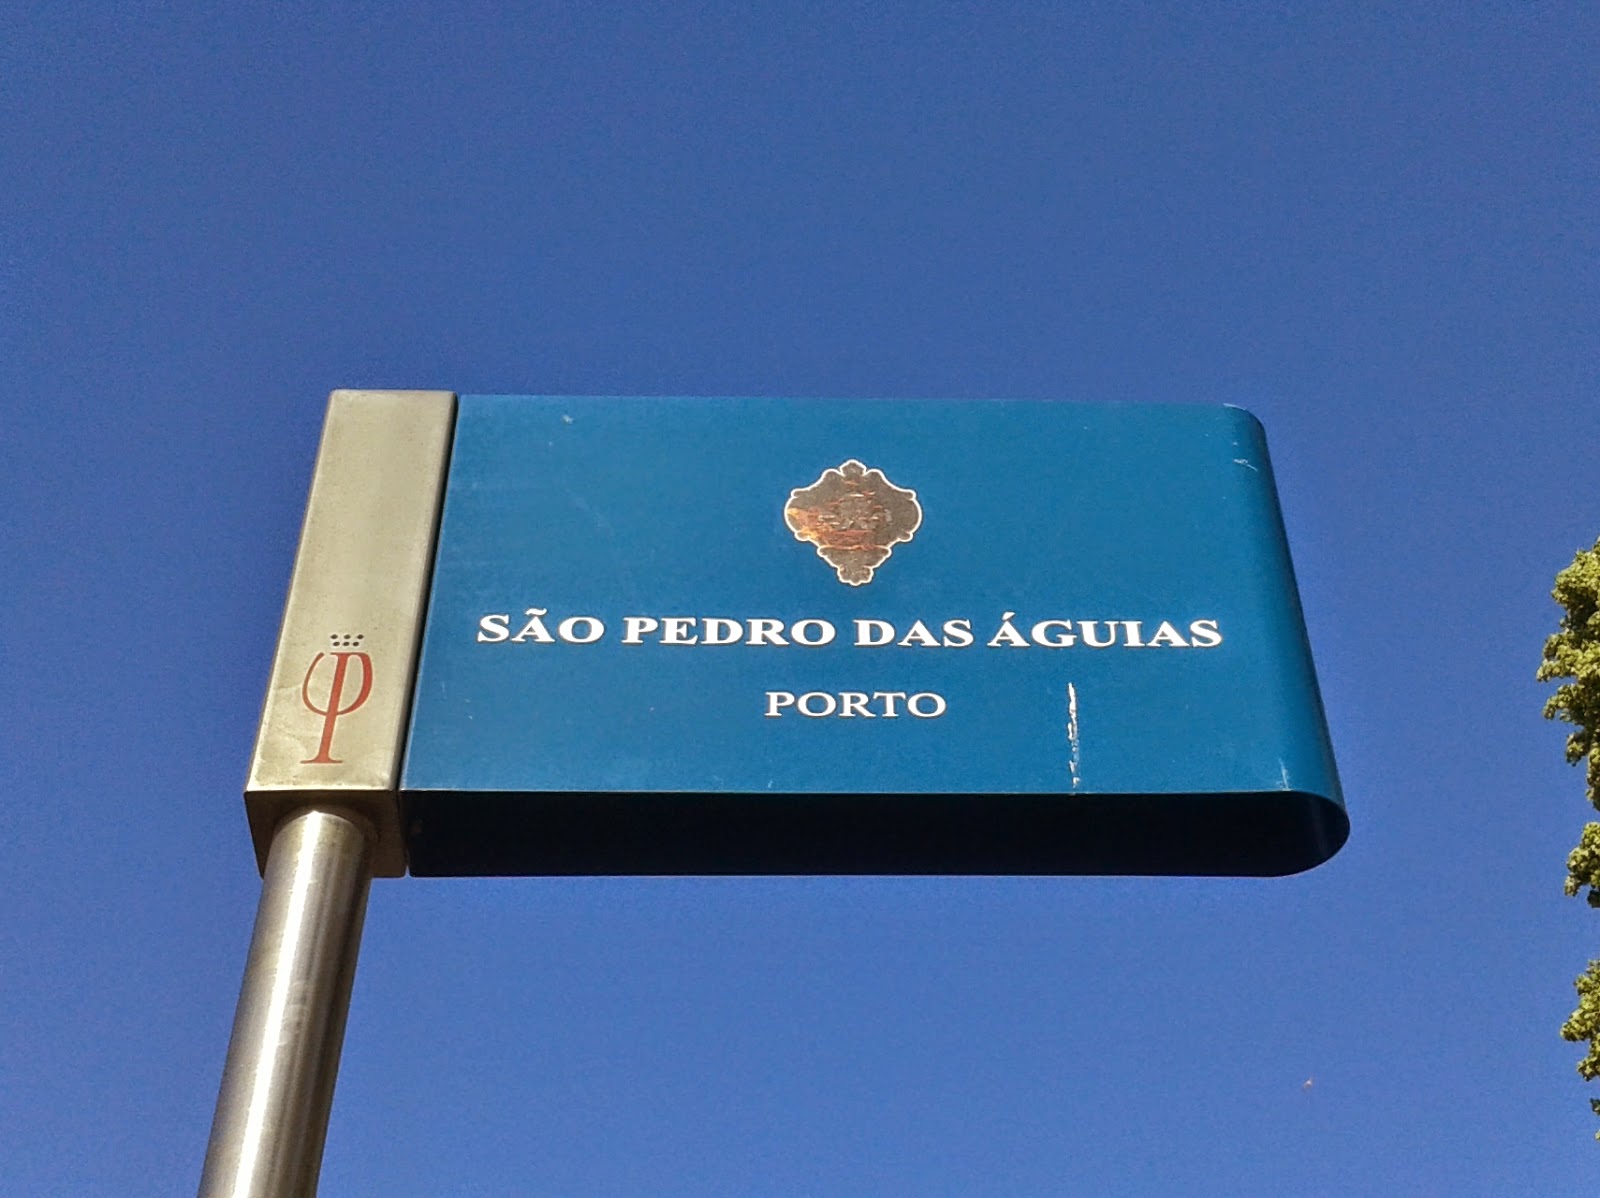 SÃO PEDRO DAS ÁGUIAS
PORTO